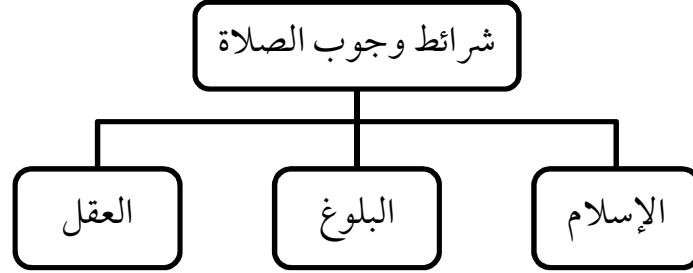 شرائط وجوب الصلاة
الإسلام
البلوغ
العقل